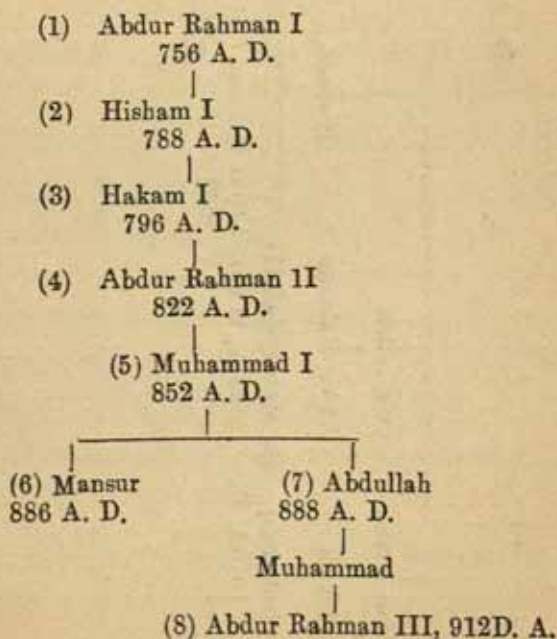 (1) Abdur Rahman I
756 A. D.
(2) Hisham I
788 A. D.
(3) Hakam I
796 A. D.
(4) Abdur Rahman 1I
822 A. D.
(5) Muhammad I
852 A. D.
(6) Mansur (7) Abdullah
886 A. D. 888 A. D.
Muhammad
(8) Abdur Rahman III, 912D. A.